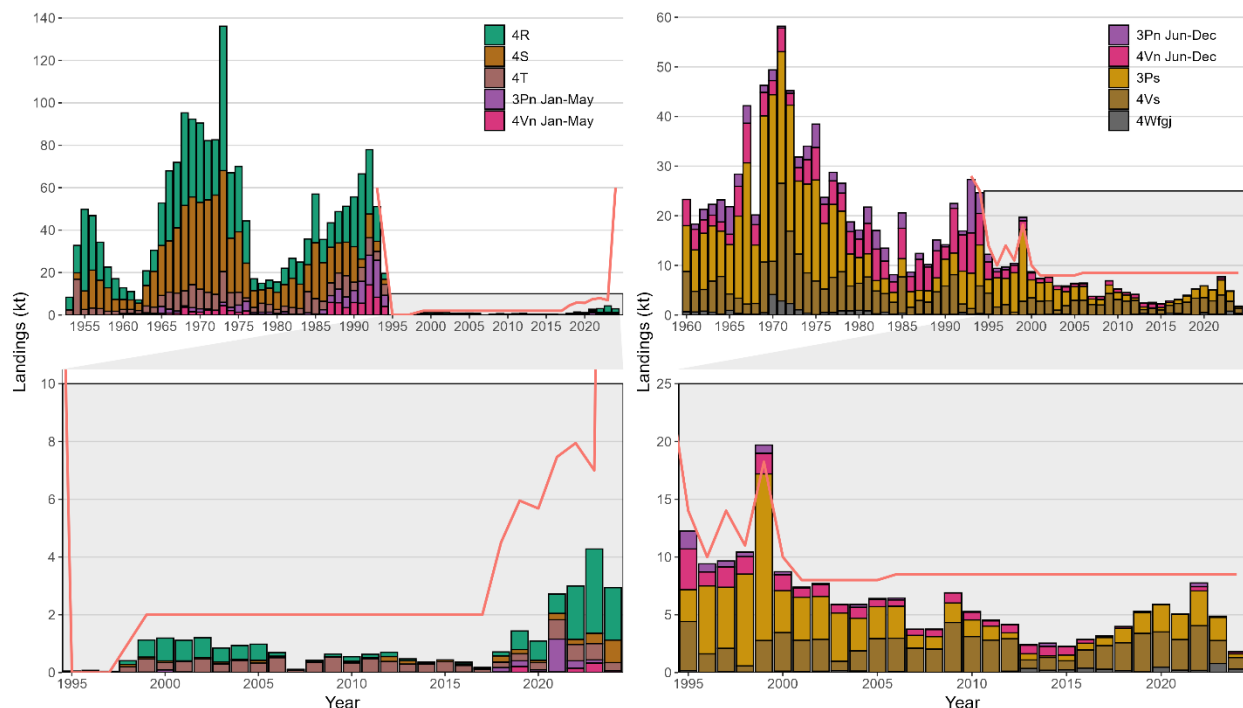 Landings (kt)
140
120
100
80
60
40
20
0
4R
4S
4T
3Pn Jan-May
4Vn Jan-May
1955 1960 1965 1970 1975 1980 1985 1990 1995 2000 2005 2010 2015 2020
10
8
6
4
2
0
1995 2000 2005 2010 2015 2020
Year
Landings (kt)
60
50
40
30
20
10
0
3Pn Jun-Dec
4Vn Jun-Dec
3Ps
4Vs
4Wfgj
1960 1965 1970 1975 1980 1985 1990 1995 2000 2005 2010 2015 2020
25
20
15
10
5
0
1995 2000 2005 2010 2015 2020
Year